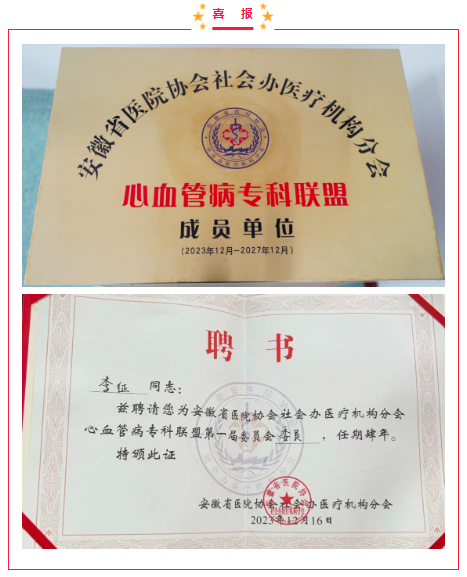 喜 报
安徽省医院协会社会办医疗机构分会
心血管病专科联盟
成员单位
(2023年12月-2027年12月)
聘 书
李征 同志：
兹聘请您为安徽省医院协会社会办医疗机构分会
心血管病专科联盟第一届委员会委员，任期肆年。
特颁此证
安徽省医院协会社会办医疗机构分会
2023年12月16日